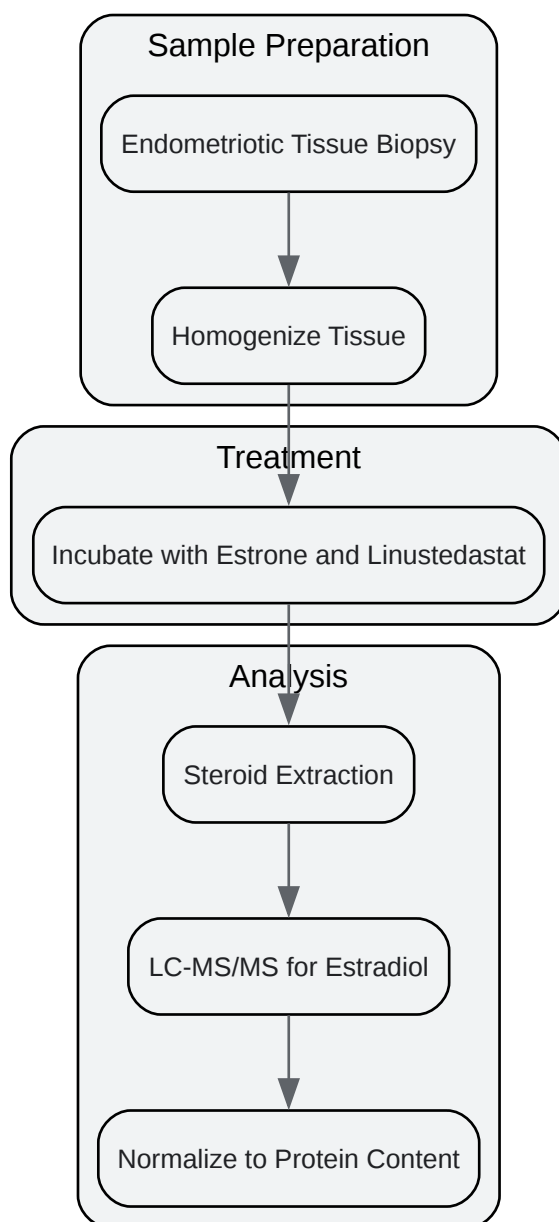 Sample Preparation
Endometriotic Tissue Biopsy
Homogenize Tissue
Treatment
Incubate with Estrone and Linustedastat
Analysis
Steroid Extraction
LC-MS/MS for Estradiol
Normalize to Protein Content